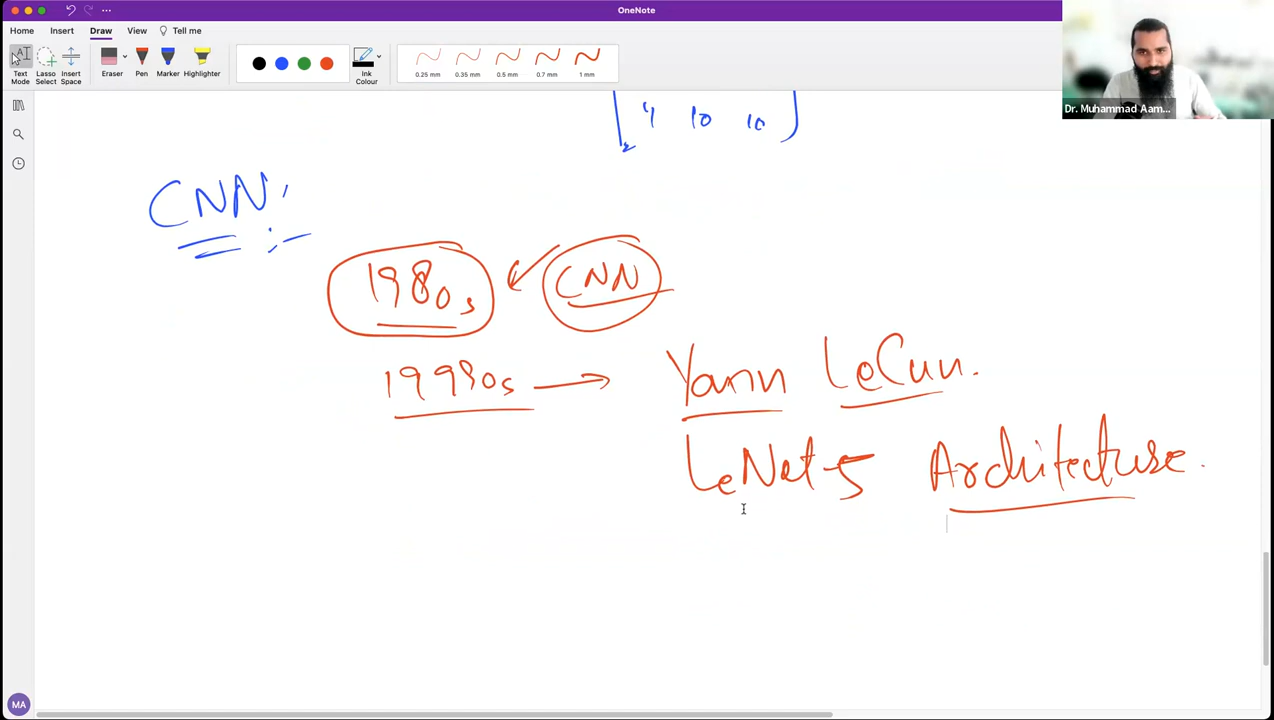 OneNote
Home Insert Draw View Tell me
Text Mode Lasso Select Insert Space Eraser Pen Marker Highlighter Ink Colour 0.25 mm 0.35 mm 0.5 mm 0.7 mm 1 mm
Dr. Muhammad Aam...
4 10 10
CNN :-
1980s CNN
19980s → Yann LeCun.
LeNet-5 Architecture.
MA